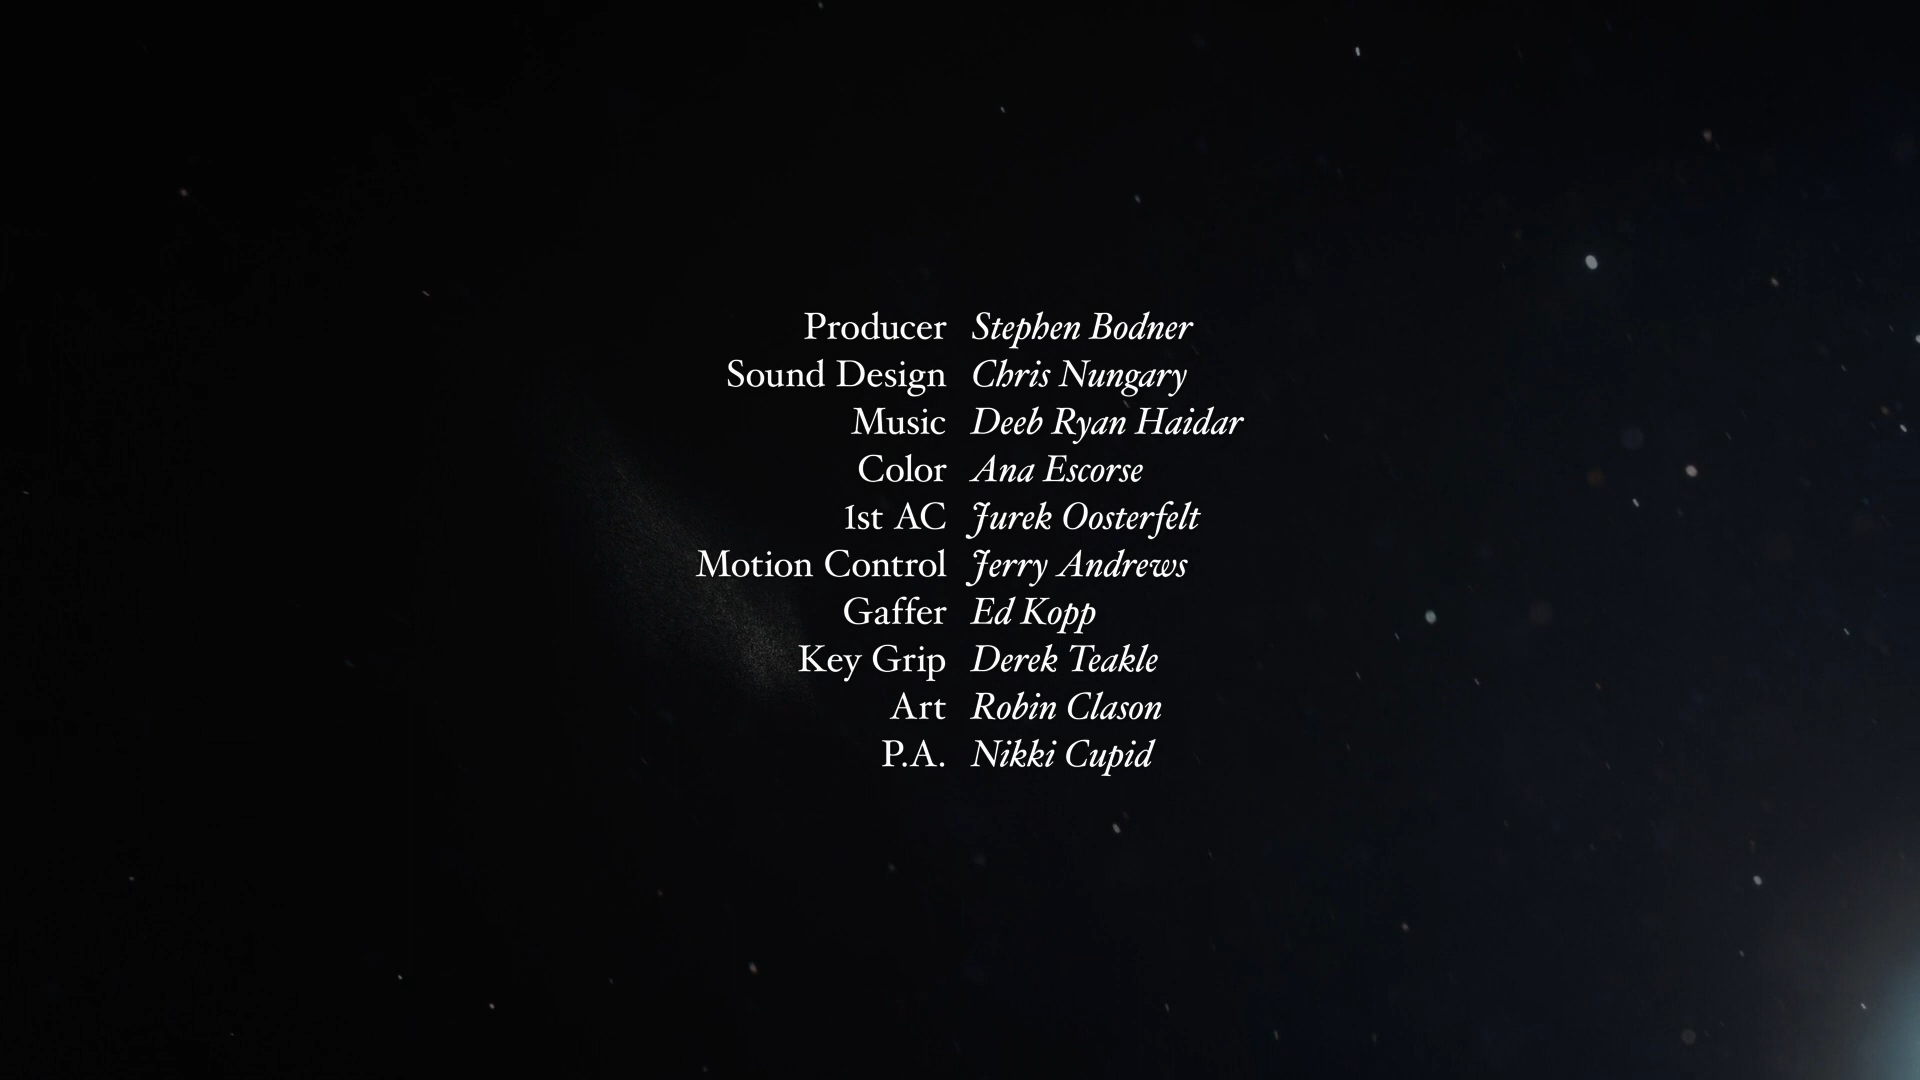 Producer Stephen Bodner
Sound Design Chris Nungary
Music Deeb Ryan Haidar
Color Ana Escorse
1st AC Jurek Oosterfelt
Motion Control Jerry Andrews
Gaffer Ed Kopp
Key Grip Derek Teakle
Art Robin Clason
P.A. Nikki Cupid